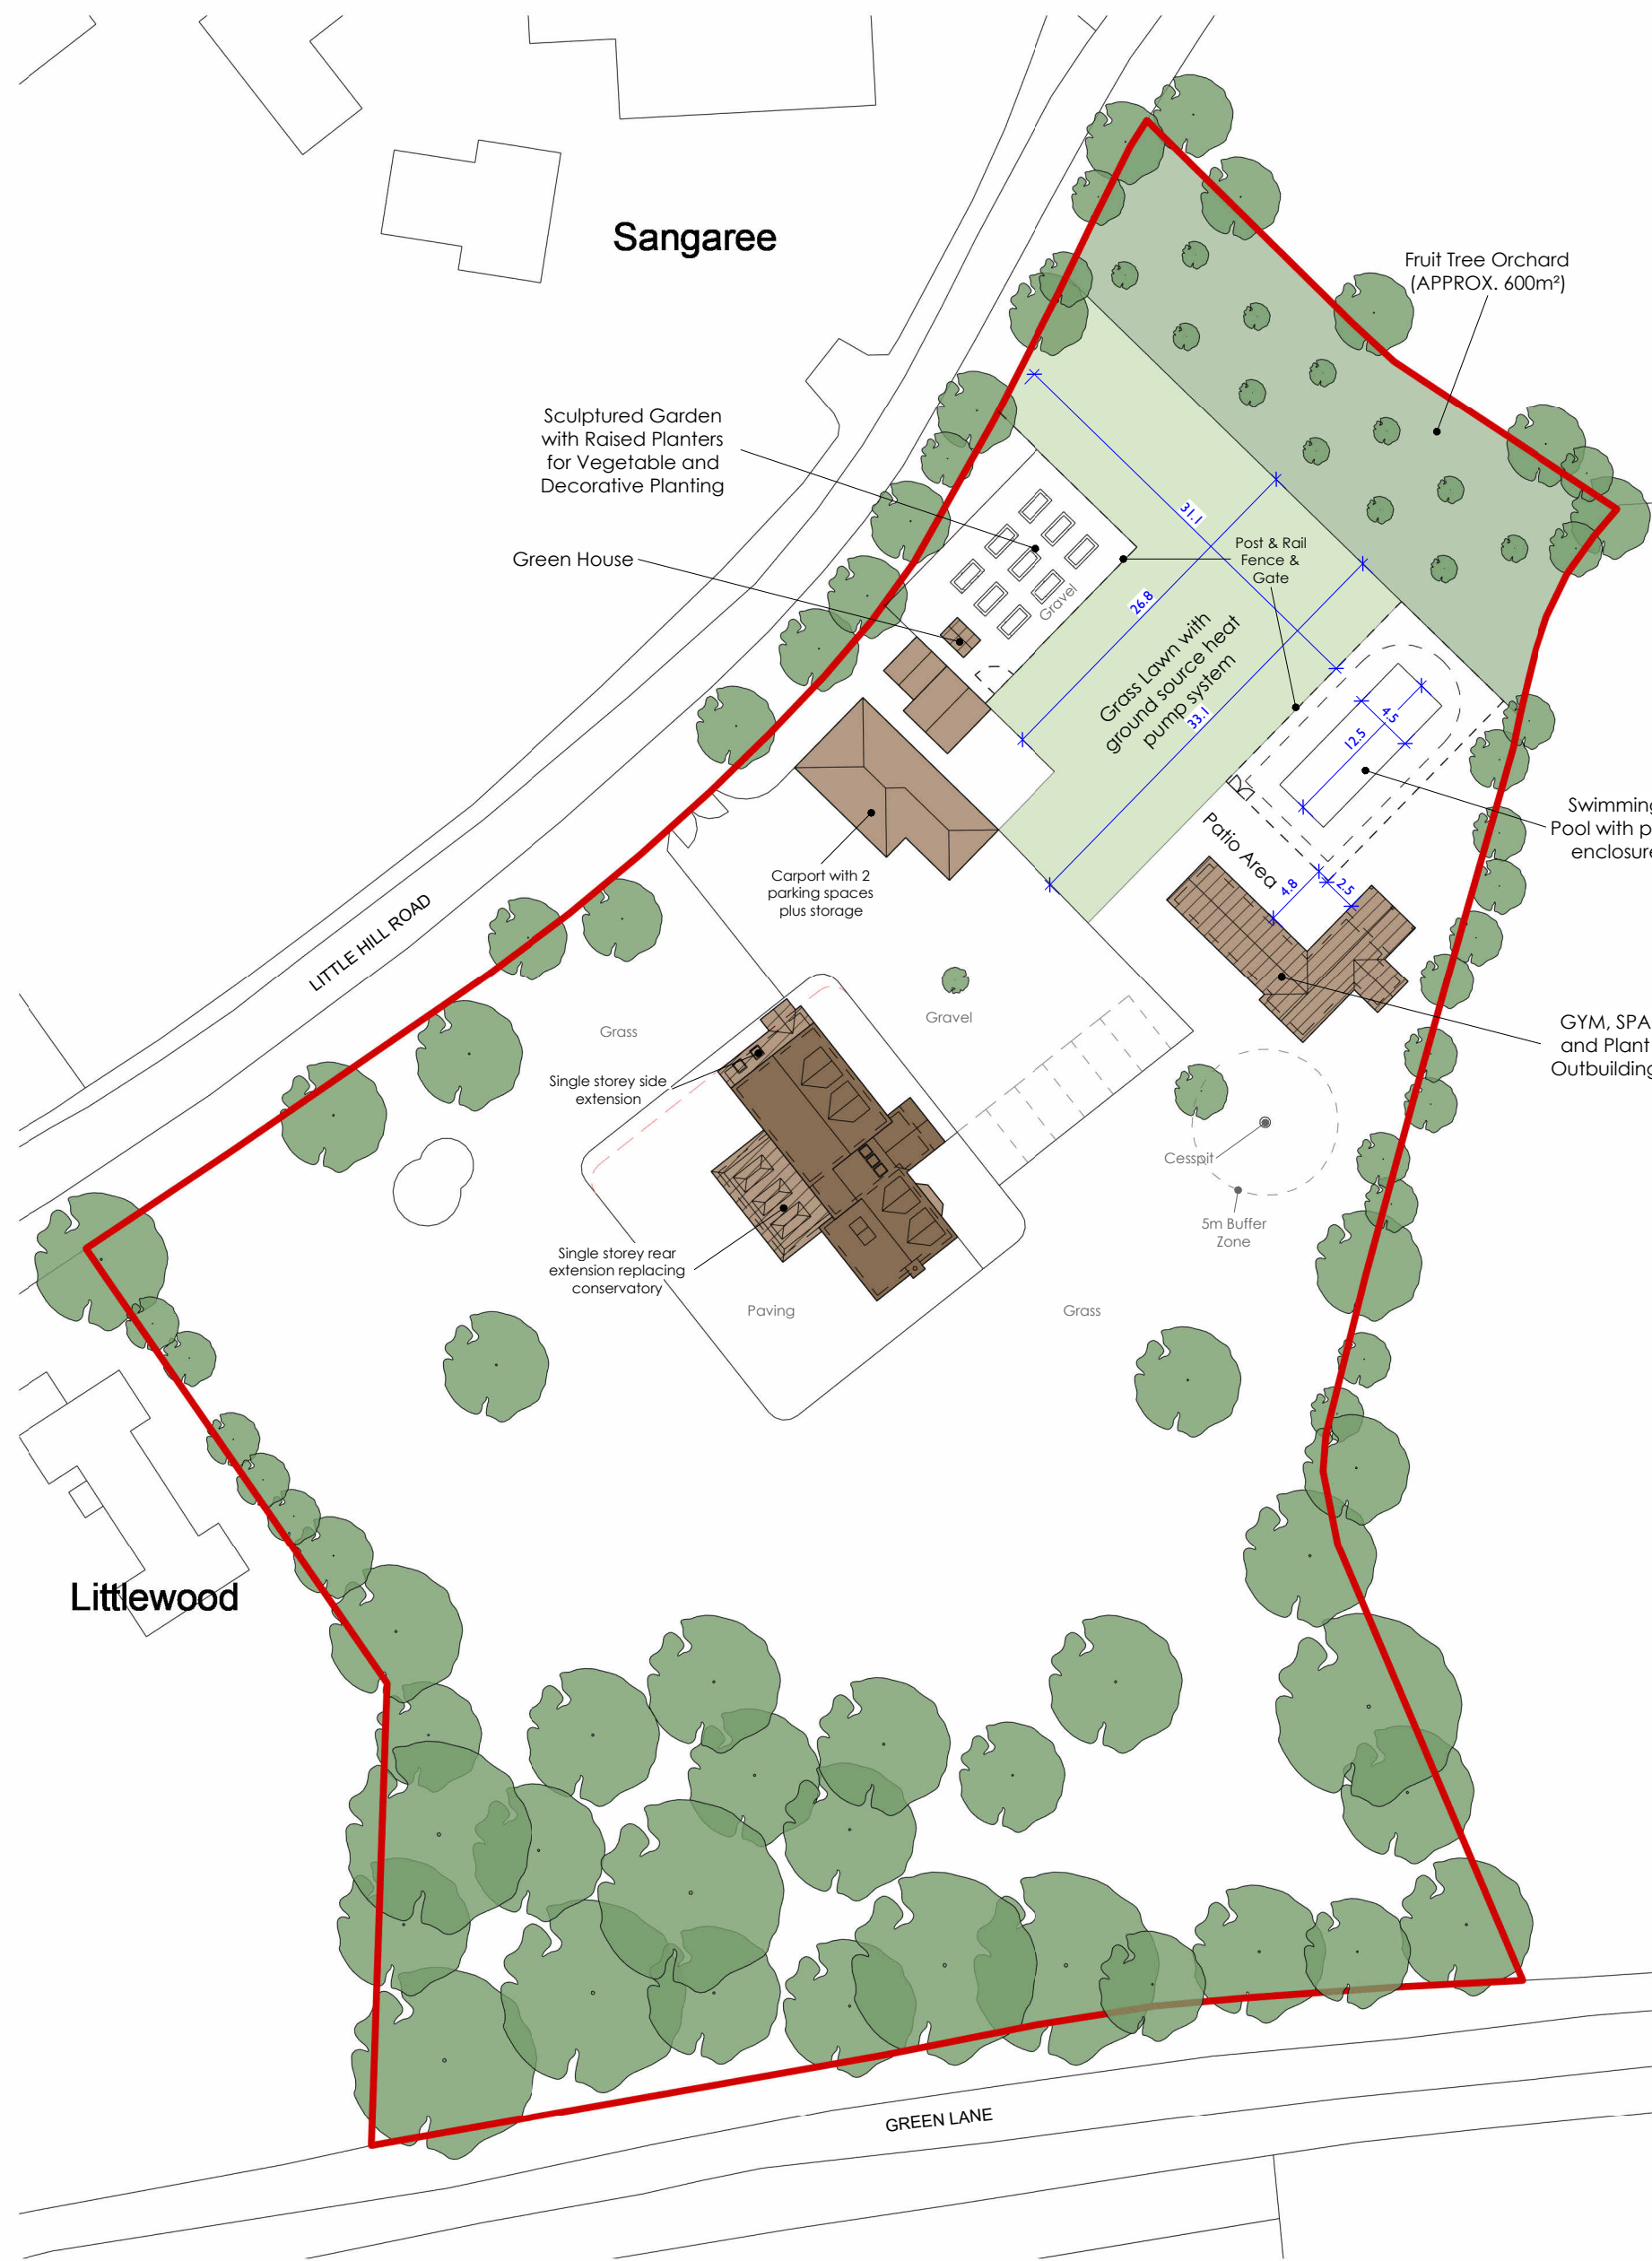 Sangaree
Fruit Tree Orchard
(APPROX. 600m²)
Sculptured Garden
with Raised Planters
for Vegetable and
Decorative Planting
Green House
31.1
Post & Rail
Fence &
Gate
Gravel
26.8
Grass Lawn with
ground source heat
pump system
33.1
4.5
12.5
Swimming
Pool with p
enclosure
Patio Area
4.8
2.5
Carport with 2
parking spaces
plus storage
LITTLE HILL ROAD
Grass
Gravel
GYM, SPA
and Plant
Outbuilding
Single storey side
extension
Cesspit
5m Buffer
Zone
Single storey rear
extension replacing
conservatory
Paving
Grass
Littlewood
GREEN LANE